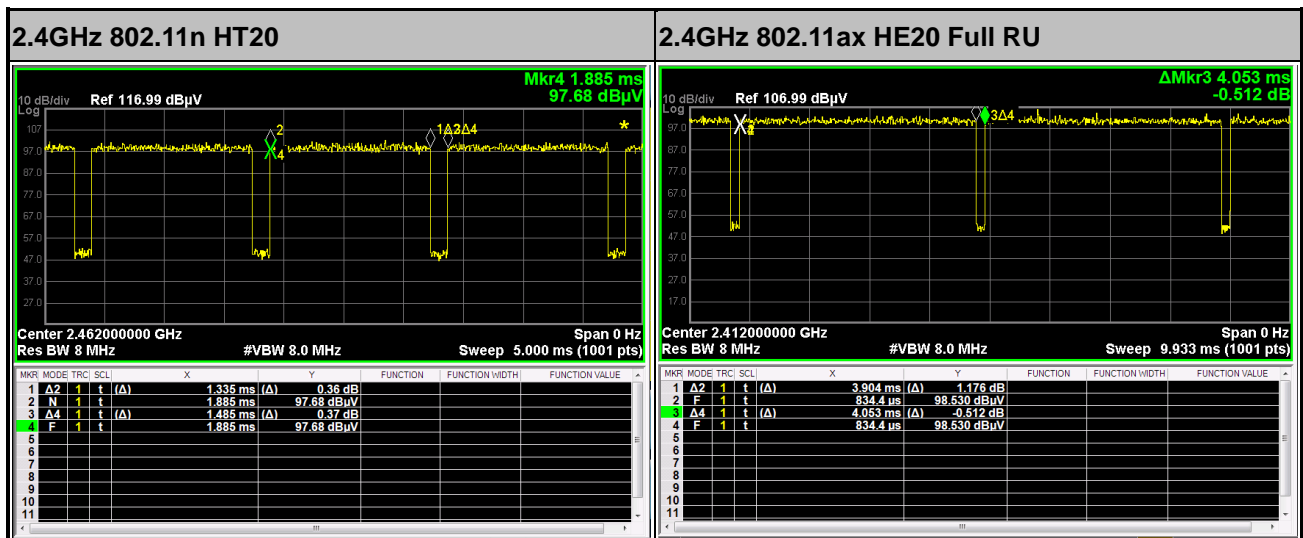 2.4GHz 802.11n HT20
Mkr4 1.885 ms
97.68 dBµV
10 dB/div Ref 116.99 dBµV
Log
107
97.0
87.0
77.0
67.0
57.0
47.0
37.0
27.0
2
4
1Δ2
3Δ4
*
Center 2.462000000 GHz Span 0 Hz
Res BW 8 MHz #VBW 8.0 MHz Sweep 5.000 ms (1001 pts)
MKR MODE TRC SCL X Y FUNCTION FUNCTION WIDTH FUNCTION VALUE
1 Δ2 1 t (Δ) 1.335 ms (Δ) 0.36 dB
2 N 1 t 1.885 ms 97.68 dBµV
3 Δ4 1 t (Δ) 1.485 ms (Δ) 0.37 dB
4 F 1 t 1.885 ms 97.68 dBµV
5
6
7
8
9
10
11
2.4GHz 802.11ax HE20 Full RU
ΔMkr3 4.053 ms
-0.512 dB
10 dB/div Ref 106.99 dBµV
Log
97.0
87.0
77.0
67.0
57.0
47.0
37.0
27.0
17.0
3Δ4
Center 2.412000000 GHz Span 0 Hz
Res BW 8 MHz #VBW 8.0 MHz Sweep 9.933 ms (1001 pts)
MKR MODE TRC SCL X Y FUNCTION FUNCTION WIDTH FUNCTION VALUE
1 Δ2 1 t (Δ) 3.904 ms (Δ) 1.176 dB
2 F 1 t 834.4 µs 98.530 dBµV
3 Δ4 1 t (Δ) 4.053 ms (Δ) -0.512 dB
4 F 1 t 834.4 µs 98.530 dBµV
5
6
7
8
9
10
11